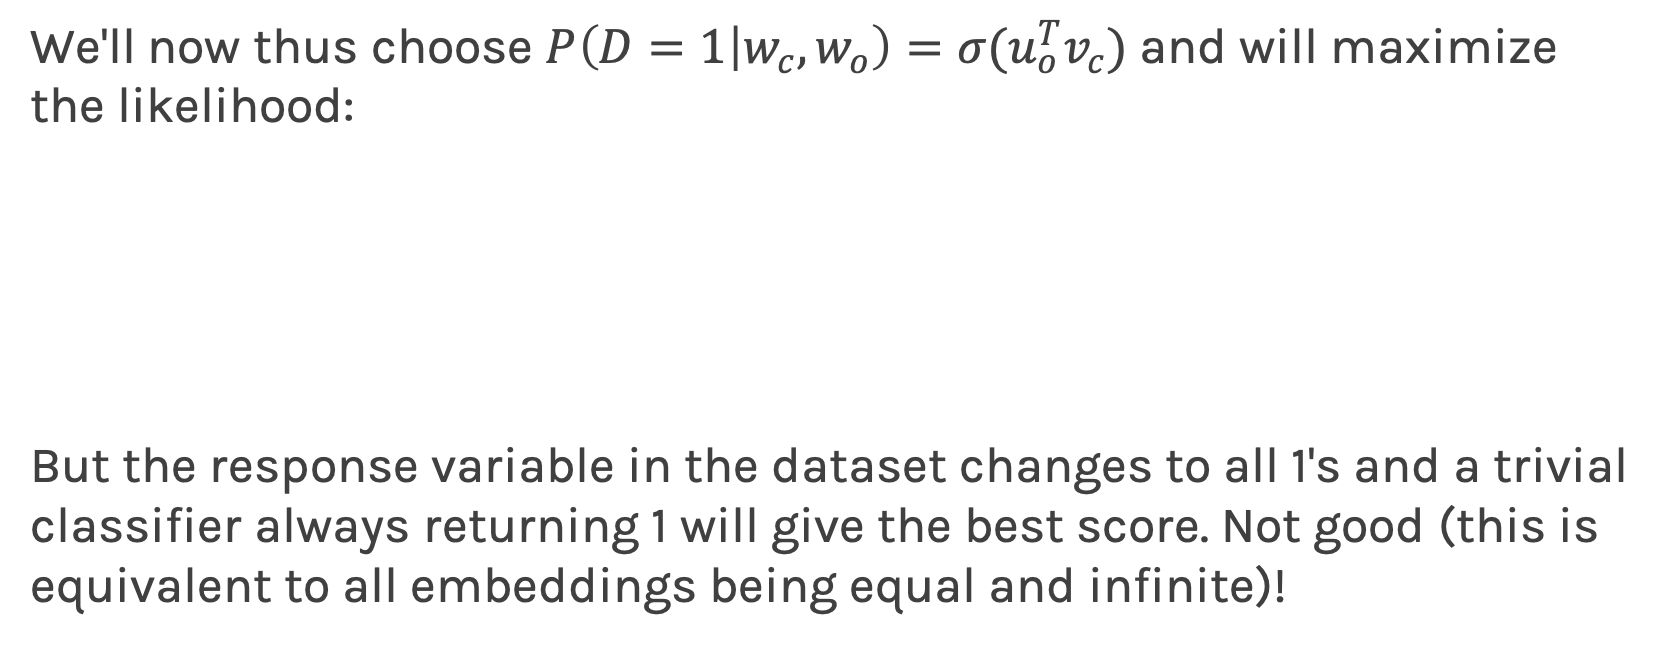 We'll now thus choose P(D = 1|w_c, w_o) = σ(u_o^T v_c) and will maximize
the likelihood:
But the response variable in the dataset changes to all 1's and a trivial
classifier always returning 1 will give the best score. Not good (this is
equivalent to all embeddings being equal and infinite)!